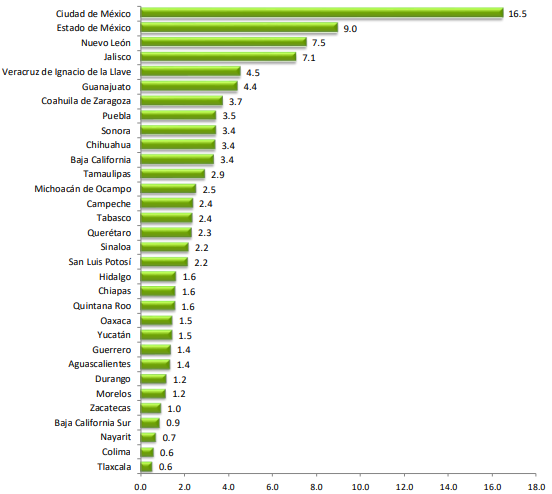 Ciudad de México 16.5
Estado de México 9.0
Nuevo León 7.5
Jalisco 7.1
Veracruz de Ignacio de la Llave 4.5
Guanajuato 4.4
Coahuila de Zaragoza 3.7
Puebla 3.5
Sonora 3.4
Chihuahua 3.4
Baja California 3.4
Tamaulipas 2.9
Michoacán de Ocampo 2.5
Campeche 2.4
Tabasco 2.4
Querétaro 2.3
Sinaloa 2.2
San Luis Potosí 2.2
Hidalgo 1.6
Chiapas 1.6
Quintana Roo 1.6
Oaxaca 1.5
Yucatán 1.5
Guerrero 1.4
Aguascalientes 1.4
Durango 1.2
Morelos 1.2
Zacatecas 1.0
Baja California Sur 0.9
Nayarit 0.7
Colima 0.6
Tlaxcala 0.6
0.0 2.0 4.0 6.0 8.0 10.0 12.0 14.0 16.0 18.0